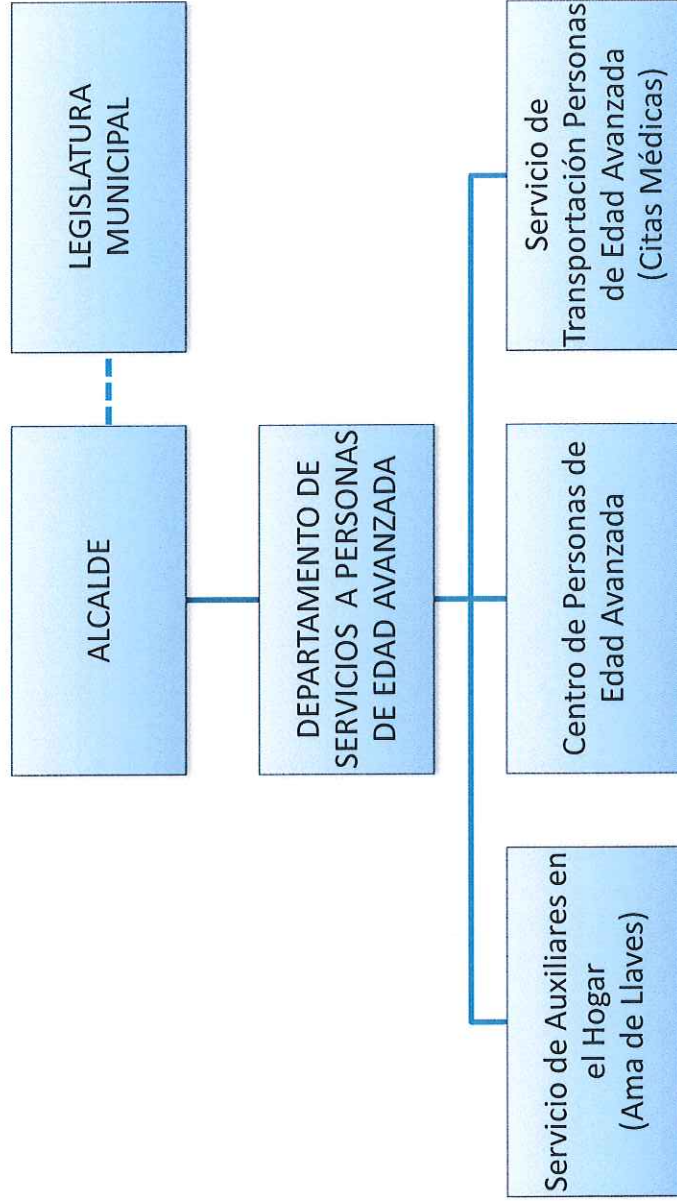 ALCALDE
LEGISLATURA
MUNICIPAL
DEPARTAMENTO DE
SERVICIOS A PERSONAS
DE EDAD AVANZADA
Servicio de Auxiliares en
el Hogar
(Ama de Llaves)
Centro de Personas de
Edad Avanzada
Servicio de
Transportación Personas
de Edad Avanzada
(Citas Médicas)